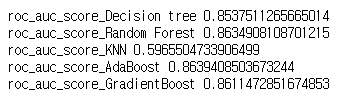 roc_auc_score_Decision tree 0.8537511265665014
roc_auc_score_Random Forest 0.8634908108701215
roc_auc_score_KNN 0.5965504733906499
roc_auc_score_AdaBoost 0.8639408503673244
roc_auc_score_GradientBoost 0.8611472851674853